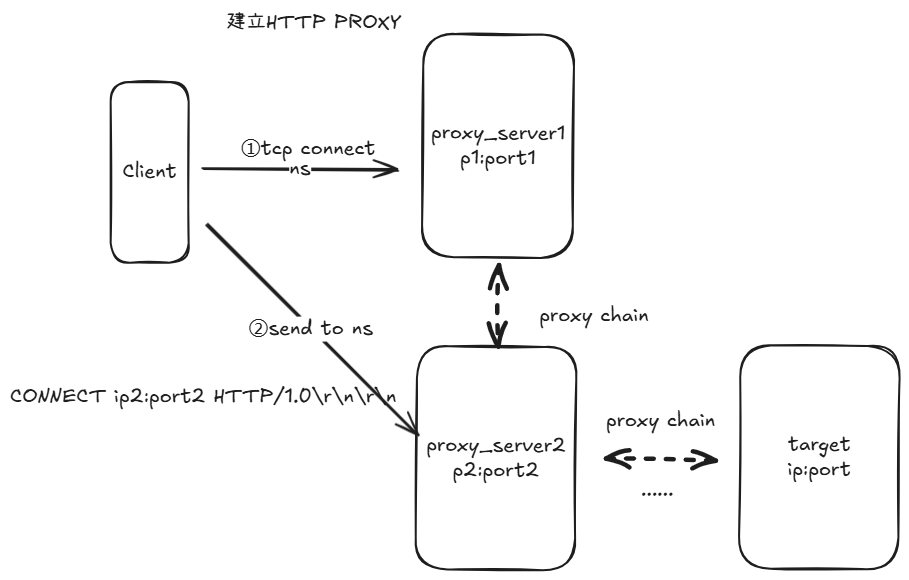 建立HTTP PROXY
Client
①tcp connect
ns
proxy_server1
p1:port1
proxy chain
②send to ns
CONNECT ip2:port2 HTTP/1.0\r\n\r\n
proxy_server2
p2:port2
proxy chain
......
target
ip:port